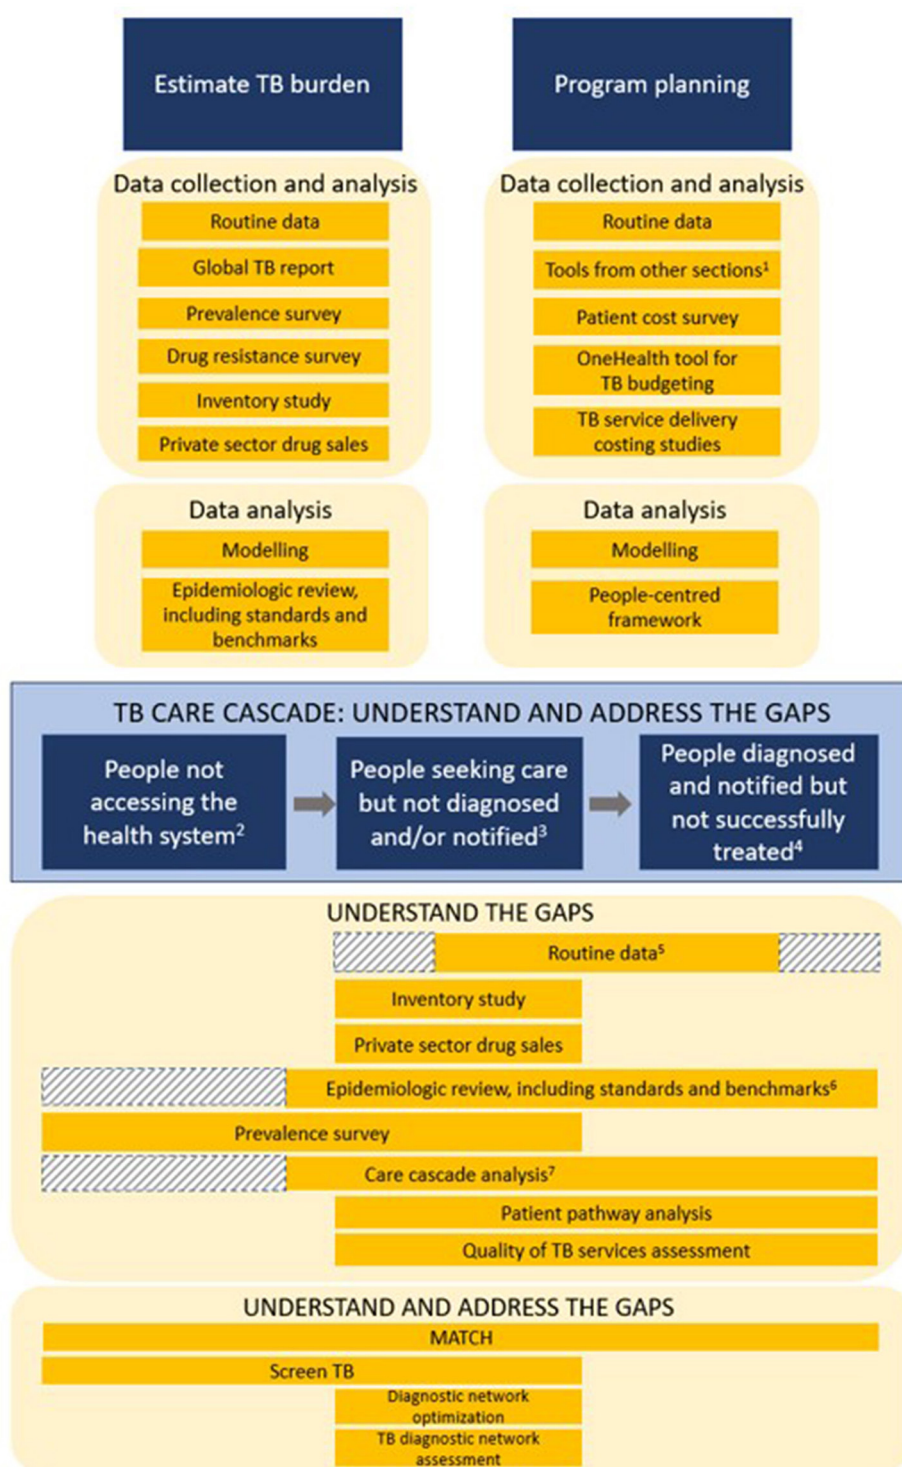 Estimate TB burden
Program planning
Data collection and analysis
Routine data
Global TB report
Prevalence survey
Drug resistance survey
Inventory study
Private sector drug sales
Data collection and analysis
Routine data
Tools from other sections¹
Patient cost survey
OneHealth tool for
TB budgeting
TB service delivery
costing studies
Data analysis
Modelling
Epidemiologic review,
including standards and
benchmarks
Data analysis
Modelling
People-centred
framework
TB CARE CASCADE: UNDERSTAND AND ADDRESS THE GAPS
People not
accessing the
health system²
People seeking care
but not diagnosed
and/or notified³
People diagnosed
and notified but
not successfully
treated⁴
UNDERSTAND THE GAPS
Routine data⁵
Inventory study
Private sector drug sales
Epidemiologic review, including standards and benchmarks⁶
Prevalence survey
Care cascade analysis⁷
Patient pathway analysis
Quality of TB services assessment
UNDERSTAND AND ADDRESS THE GAPS
MATCH
Screen TB
Diagnostic network
optimization
TB diagnostic network
assessment